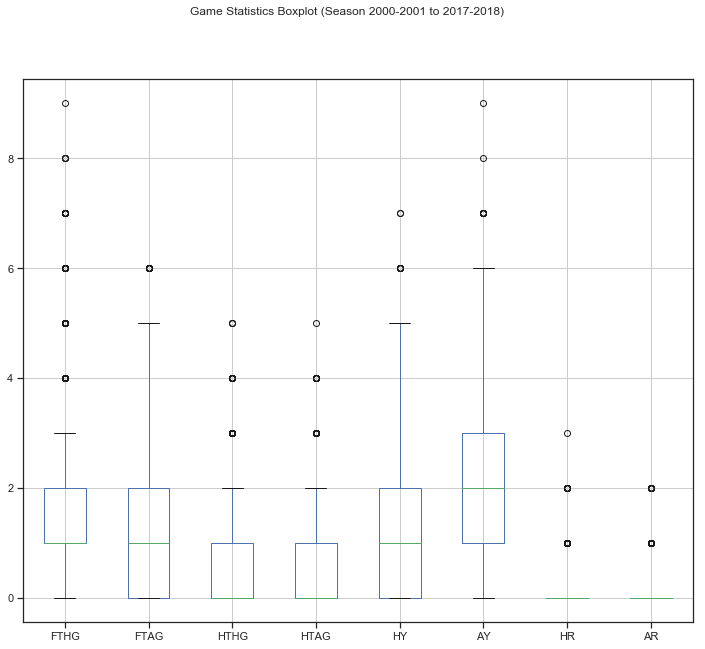 Game Statistics Boxplot (Season 2000-2001 to 2017-2018)
8
6
4
2
0
FTHG FTAG HTHG HTAG HY AY HR AR